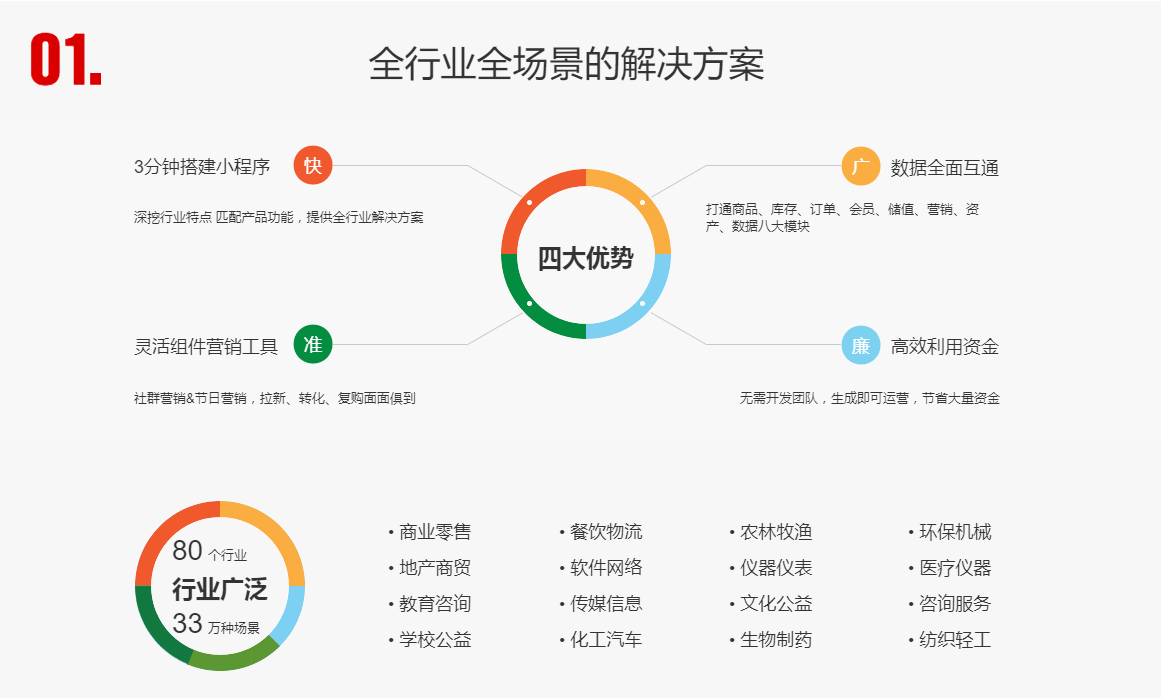 01.
全行业全场景的解决方案
3分钟搭建小程序
快
深挖行业特点 匹配产品功能，提供全行业解决方案
广
数据全面互通
打通商品、库存、订单、会员、储值、营销、资
产、数据八大模块
四大优势
灵活组件营销工具
准
社群营销&节日营销，拉新、转化、复购面面俱到
廉
高效利用资金
无需开发团队，生成即可运营，节省大量资金
80 个行业
行业广泛
33 万种场景
• 商业零售
• 餐饮物流
• 农林牧渔
• 环保机械
• 地产商贸
• 软件网络
• 仪器仪表
• 医疗仪器
• 教育咨询
• 传媒信息
• 文化公益
• 咨询服务
• 学校公益
• 化工汽车
• 生物制药
• 纺织轻工